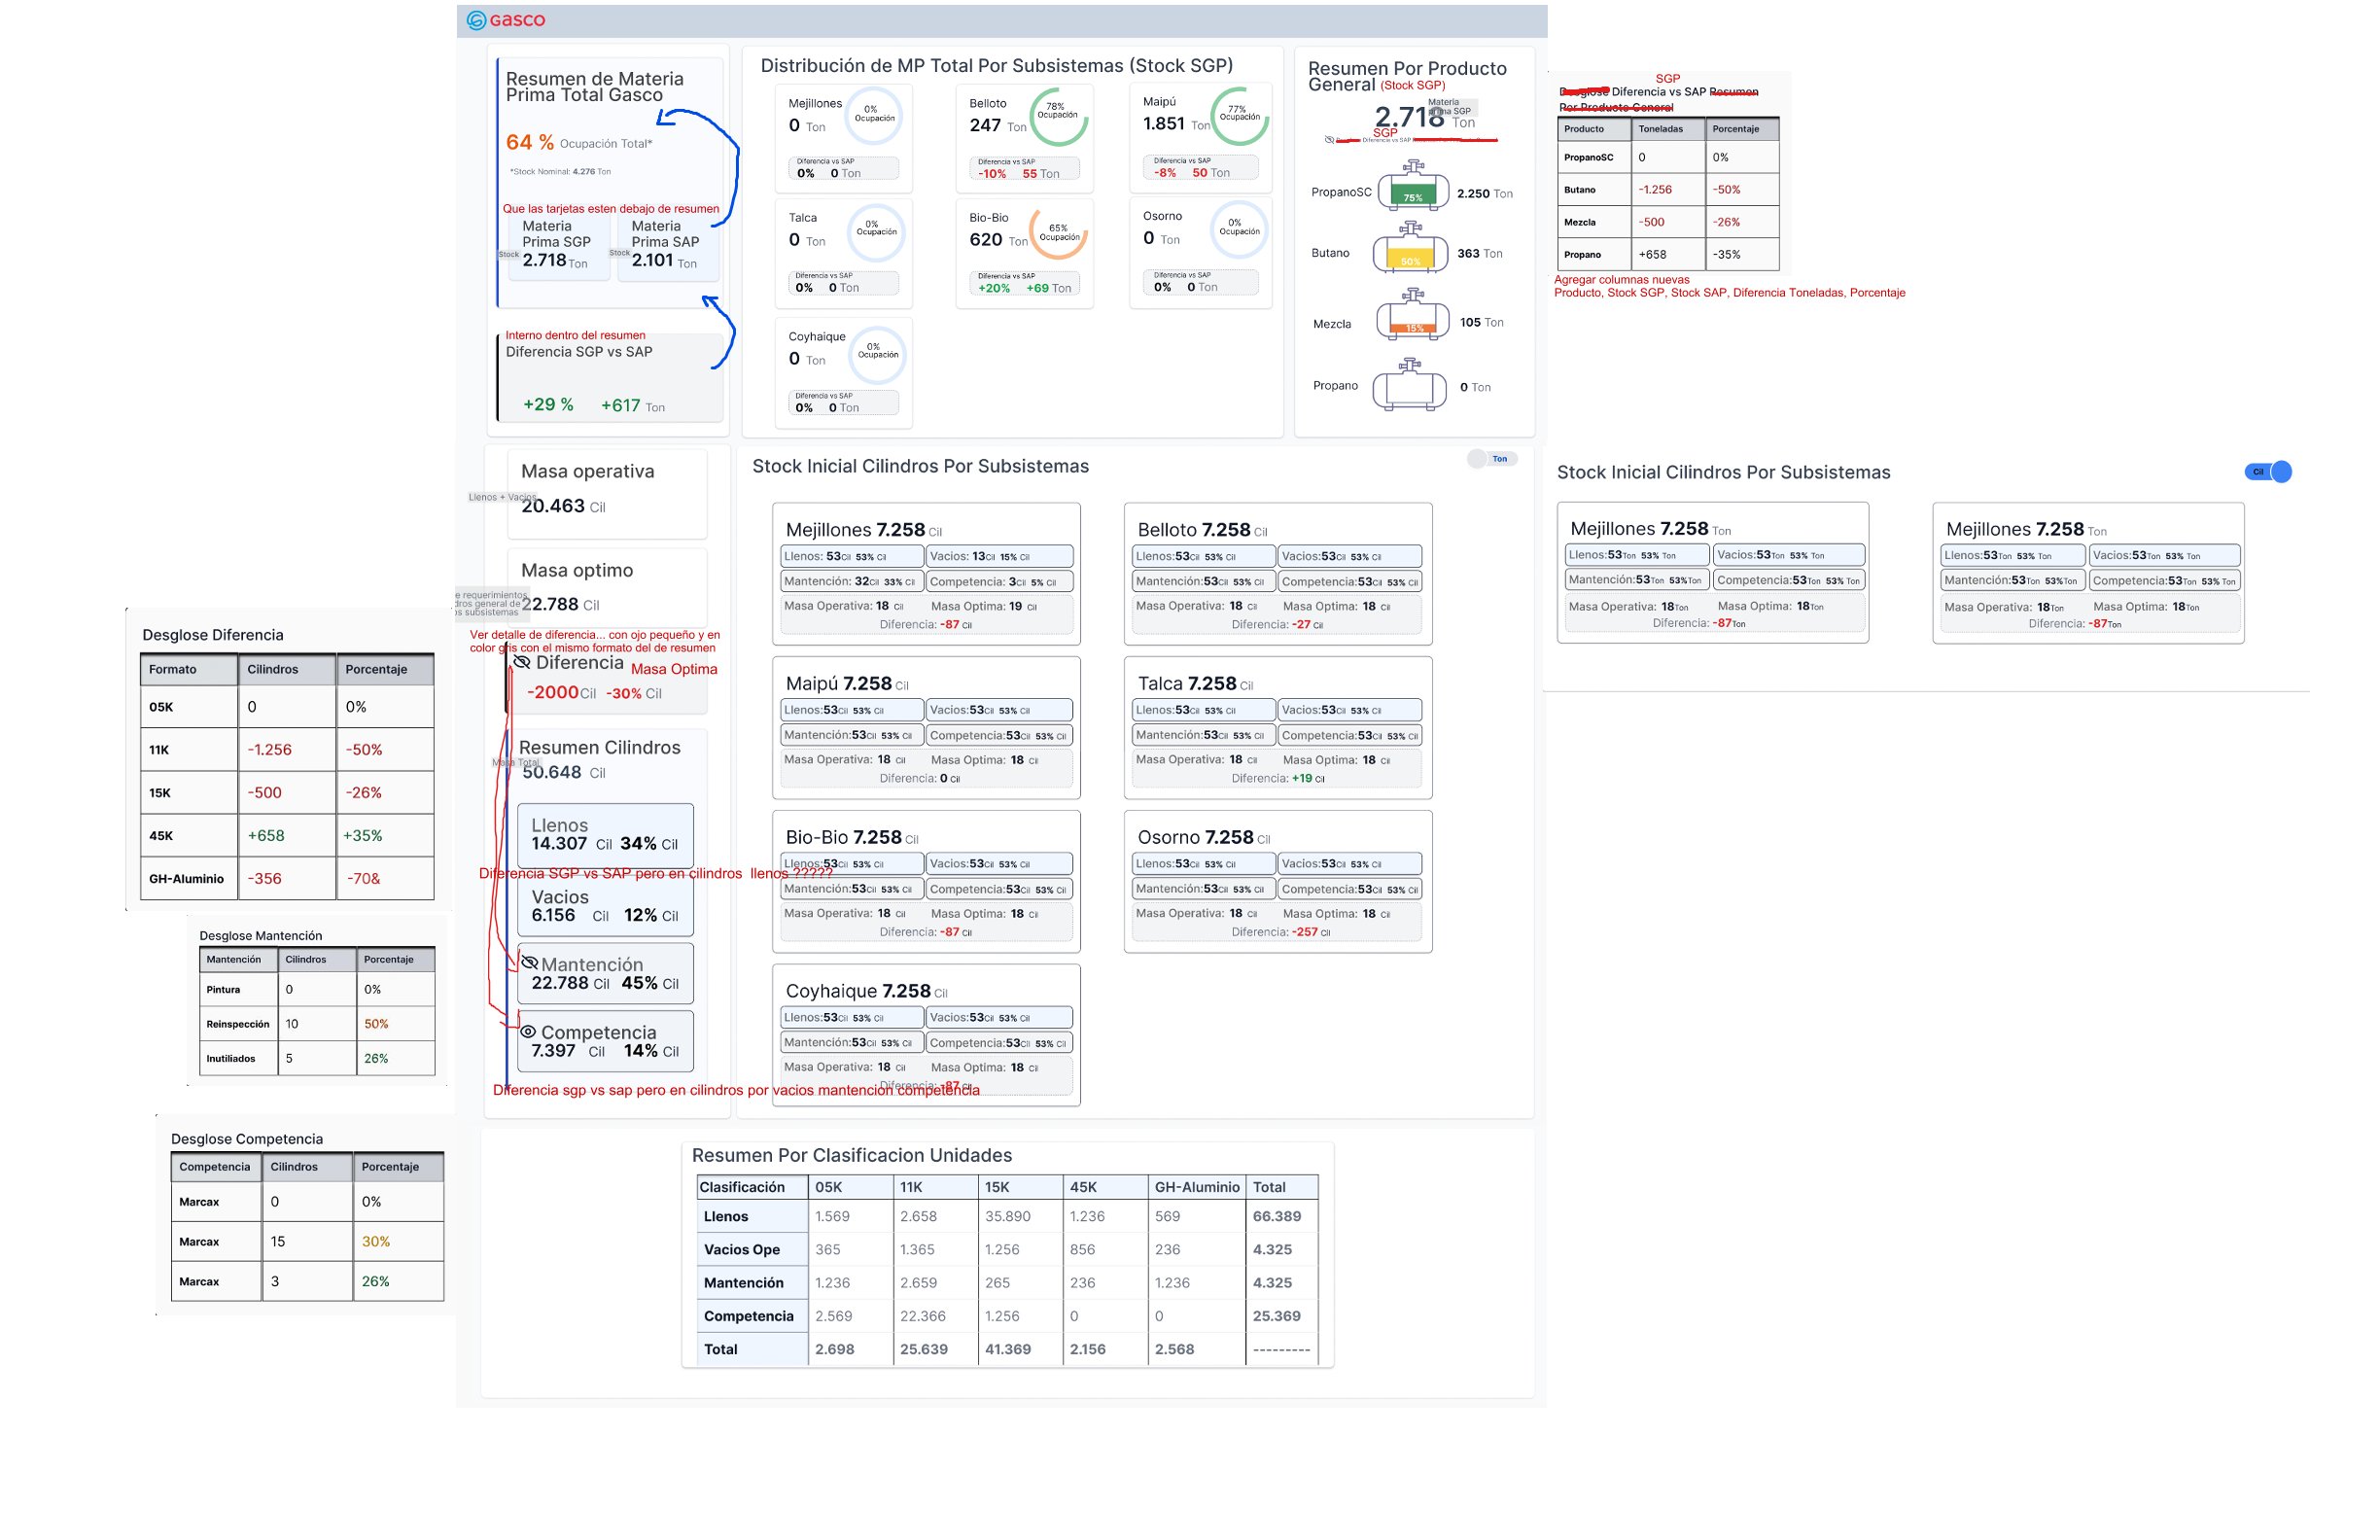 GASCO
Resumen de Materia
Prima Total Gasco
64 % Ocupación Total*
*Stock Nominal: 4.276 Ton
Que las tarjetas esten debajo de resumen
Materia
Prima SGP
Stock
2.718 Ton
Materia
Prima SAP
Stock
2.101 Ton
Interno dentro del resumen
Diferencia SGP vs SAP
+29 % +617 Ton
Distribución de MP Total Por Subsistemas (Stock SGP)
Mejillones
0 Ton
0%
Ocupación
Diferencia vs SAP
0% 0 Ton
Belloto
247 Ton
78%
Ocupación
Diferencia vs SAP
-10% 55 Ton
Maipú
1.851 Ton
77%
Ocupación
Diferencia vs SAP
-8% 50 Ton
Talca
0 Ton
0%
Ocupación
Diferencia vs SAP
0% 0 Ton
Bio-Bio
620 Ton
65%
Ocupación
Diferencia vs SAP
+20% +69 Ton
Osorno
0 Ton
0%
Ocupación
Diferencia vs SAP
0% 0 Ton
Coyhaique
0 Ton
0%
Ocupación
Diferencia vs SAP
0% 0 Ton
Resumen Por Producto
General (Stock SGP)
Materia
prima SGP
2.718 Ton
SGP
Diferencia vs SAP
PropanoSC 75% 2.250 Ton
Butano 50% 363 Ton
Mezcla 15% 105 Ton
Propano 0 Ton
SGP
Desglose Diferencia vs SAP Resumen
Por Producto General
Producto Toneladas Porcentaje
PropanoSC 0 0%
Butano -1.256 -50%
Mezcla -500 -26%
Propano +658 -35%
Agregar columnas nuevas
Producto, Stock SGP, Stock SAP, Diferencia Toneladas, Porcentaje
Masa operativa
Llenos + Vacios
20.463 Cil
Masa optimo
e requerimientos
dros general de
os subsistemas
22.788 Cil
Ver detalle de diferencia... con ojo pequeño y en
color gris con el mismo formato del de resumen
Diferencia Masa Optima
-2000 Cil -30% Cil
Resumen Cilindros
Masa Total
50.648 Cil
Llenos
14.307 Cil 34% Cil
Diferencia SGP vs SAP pero en cilindros llenos ?????
Vacios
6.156 Cil 12% Cil
Mantención
22.788 Cil 45% Cil
Competencia
7.397 Cil 14% Cil
Diferencia sgp vs sap pero en cilindros por vacios mantención competencia
Stock Inicial Cilindros Por Subsistemas
Ton
Mejillones 7.258 Cil
Llenos: 53Cil 53% Cil Vacios: 13Cil 15% Cil
Mantención: 32Cil 33% Cil Competencia: 3Cil 5% Cil
Masa Operativa: 18 Cil Masa Optima: 19 Cil
Diferencia: -87 Cil
Belloto 7.258 Cil
Llenos:53Cil 53% Cil Vacios:53Cil 53% Cil
Mantención:53Cil 53% Cil Competencia:53Cil 53% Cil
Masa Operativa: 18 Cil Masa Optima: 18 Cil
Diferencia: -27 Cil
Maipú 7.258 Cil
Llenos:53Cil 53% Cil Vacios:53Cil 53% Cil
Mantención:53Cil 53% Cil Competencia:53Cil 53% Cil
Masa Operativa: 18 Cil Masa Optima: 18 Cil
Diferencia: 0 Cil
Talca 7.258 Cil
Llenos:53Cil 53% Cil Vacios:53Cil 53% Cil
Mantención:53Cil 53% Cil Competencia:53Cil 53% Cil
Masa Operativa: 18 Cil Masa Optima: 18 Cil
Diferencia: +19 Cil
Bio-Bio 7.258 Cil
Llenos:53Cil 53% Cil Vacios:53Cil 53% Cil
Mantención:53Cil 53% Cil Competencia:53Cil 53% Cil
Masa Operativa: 18 Cil Masa Optima: 18 Cil
Diferencia: -87 Cil
Osorno 7.258 Cil
Llenos:53Cil 53% Cil Vacios:53Cil 53% Cil
Mantención:53Cil 53% Cil Competencia:53Cil 53% Cil
Masa Operativa: 18 Cil Masa Optima: 18 Cil
Diferencia: -257 Cil
Coyhaique 7.258 Cil
Llenos:53Cil 53% Cil Vacios:53Cil 53% Cil
Mantención:53Cil 53% Cil Competencia:53Cil 53% Cil
Masa Operativa: 18 Cil Masa Optima: 18 Cil
Diferencia: -87 Cil
Stock Inicial Cilindros Por Subsistemas
Cil
Mejillones 7.258 Ton
Llenos:53Ton 53% Ton Vacios:53Ton 53% Ton
Mantención:53Ton 53%Ton Competencia:53Ton 53% Ton
Masa Operativa: 18Ton Masa Optima: 18Ton
Diferencia: -87Ton
Mejillones 7.258 Ton
Llenos:53Ton 53% Ton Vacios:53Ton 53% Ton
Mantención:53Ton 53%Ton Competencia:53Ton 53% Ton
Masa Operativa: 18Ton Masa Optima: 18Ton
Diferencia: -87Ton
Desglose Diferencia
Formato Cilindros Porcentaje
05K 0 0%
11K -1.256 -50%
15K -500 -26%
45K +658 +35%
GH-Aluminio -356 -70&
Desglose Mantención
Mantención Cilindros Porcentaje
Pintura 0 0%
Reinspección 10 50%
Inutiliados 5 26%
Desglose Competencia
Competencia Cilindros Porcentaje
Marcax 0 0%
Marcax 15 30%
Marcax 3 26%
Resumen Por Clasificacion Unidades
Clasificación 05K 11K 15K 45K GH-Aluminio Total
Llenos 1.569 2.658 35.890 1.236 569 66.389
Vacios Ope 365 1.365 1.256 856 236 4.325
Mantención 1.236 2.659 265 236 1.236 4.325
Competencia 2.569 22.366 1.256 0 0 25.369
Total 2.698 25.639 41.369 2.156 2.568 ---------